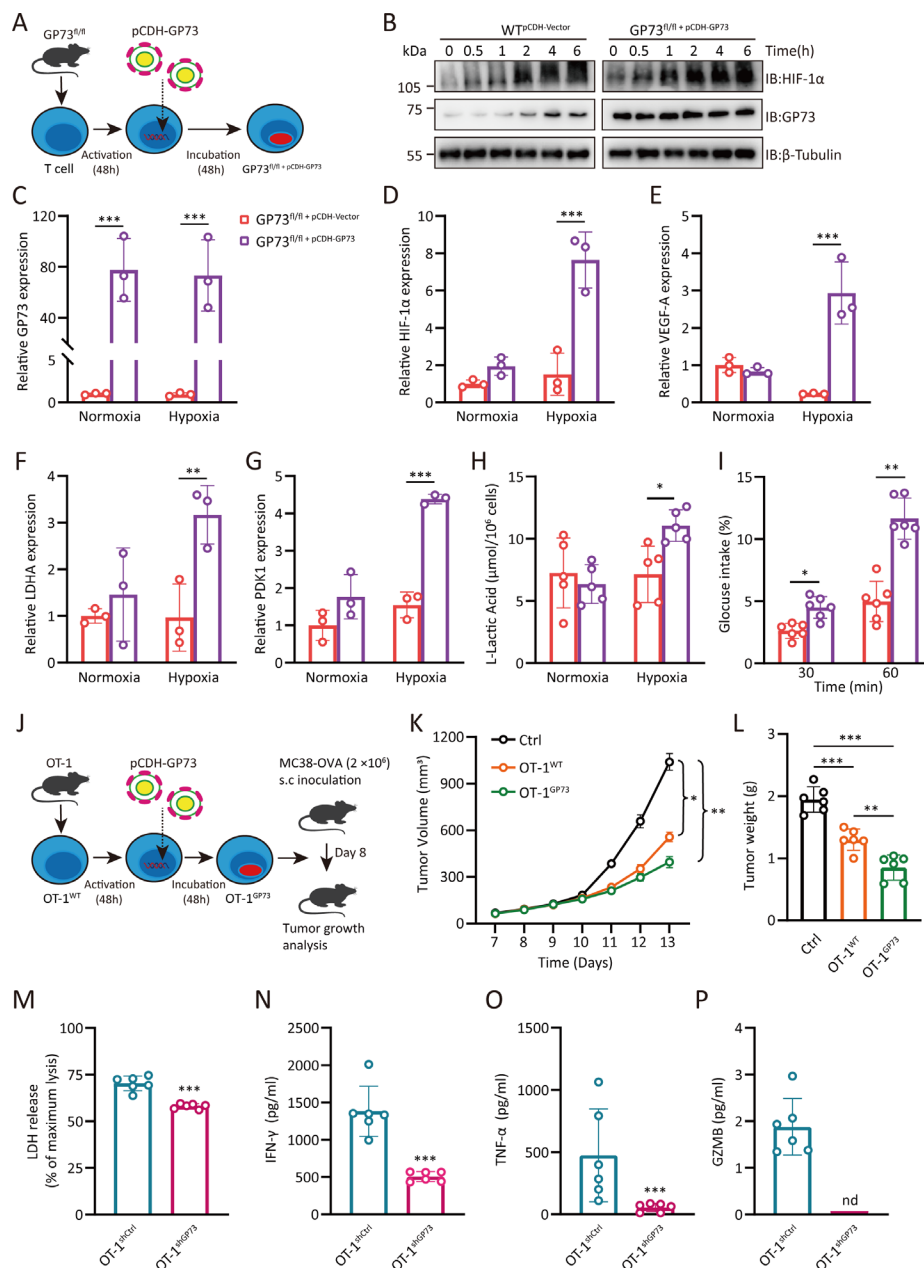 A
GP73fl/fl
pCDH-GP73
T cell
Activation
(48h)
Incubation
(48h)
GP73fl/fl + pCDH-GP73
B
WTpCDH-Vector
GP73fl/fl + pCDH-GP73
kDa
0 0.5 1 2 4 6
0 0.5 1 2 4 6
Time(h)
105
IB:HIF-1α
75
IB:GP73
55
IB:β-Tubulin
C
Relative GP73 expression
120
80
40
5
0
***
***
Normoxia
Hypoxia
GP73fl/fl + pCDH-Vector
GP73fl/fl + pCDH-GP73
D
Relative HIF-1α expression
10
8
6
4
2
0
***
Normoxia
Hypoxia
E
Relative VEGF-A expression
5
4
3
2
1
0
***
Normoxia
Hypoxia
F
Relative LDHA expression
4
3
2
1
0
**
Normoxia
Hypoxia
G
Relative PDK1 expression
5
4
3
2
1
0
***
Normoxia
Hypoxia
H
L-Lactic Acid (μmol/10⁶ cells)
15
10
5
0
*
Normoxia
Hypoxia
I
Glocuse intake (%)
15
10
5
0
*
**
30
60
Time (min)
J
OT-1
pCDH-GP73
MC38-OVA (2 ×10⁶)
s.c inoculation
Day 8
OT-1WT
Activation
(48h)
Incubation
(48h)
OT-1GP73
Tumor growth
analysis
K
Tumor Volume (mm³)
1200
900
600
300
0
Ctrl
OT-1WT
OT-1GP73
*
**
7 8 9 10 11 12 13
Time (Days)
L
Tumor weight (g)
3
2
1
0
***
***
**
Ctrl
OT-1WT
OT-1GP73
M
LDH release
(% of maximum lysis)
100
75
50
25
0
***
OT-1shCtrl
OT-1shGP73
N
IFN-γ (pg/ml)
2500
2000
1500
1000
500
0
***
OT-1shCtrl
OT-1shGP73
O
TNF-α (pg/ml)
1500
1000
500
0
***
OT-1shCtrl
OT-1shGP73
P
GZMB (pg/ml)
4
3
2
1
0
nd
OT-1shCtrl
OT-1shGP73